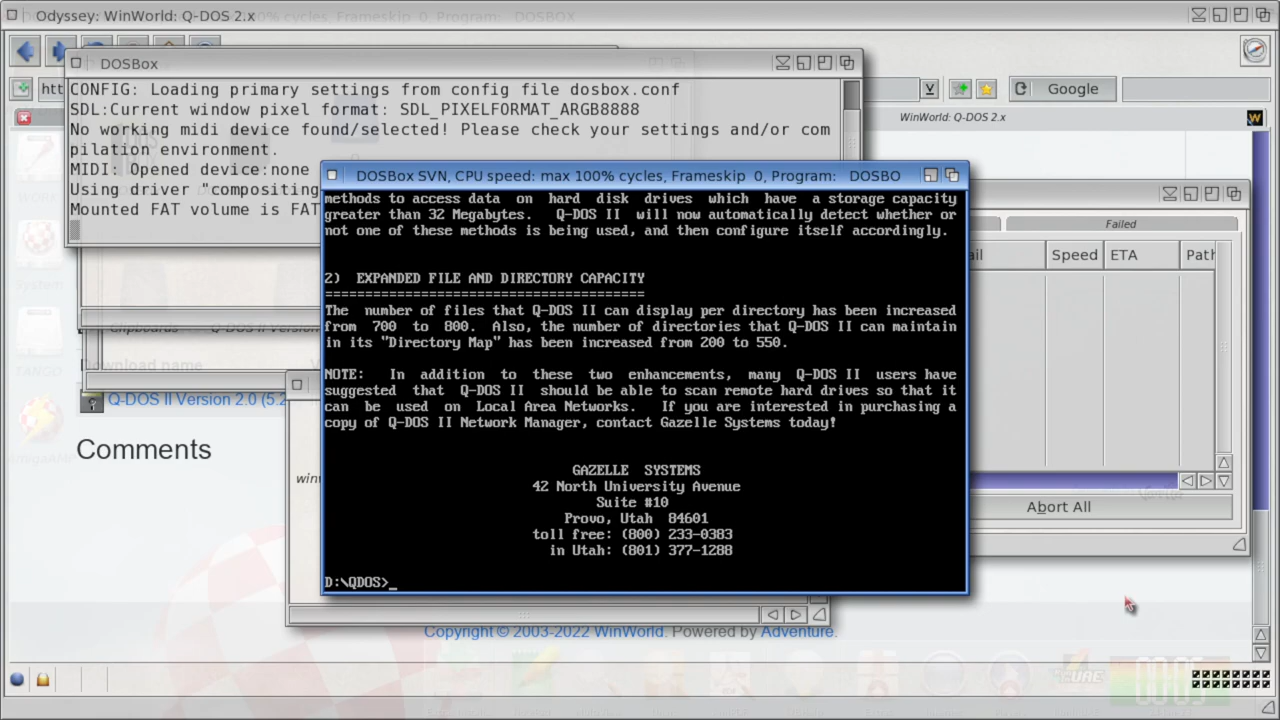 Odyssey: WinWorld: Q-DOS 2.x
DOSBox
CONFIG: Loading primary settings from config file dosbox.conf
SDL:Current window pixel format: SDL_PIXELFORMAT_ARGB8888
No working midi device found/selected! Please check your settings and/or com
pilation environment.
MIDI: Opened device:none
Using driver "compositing
Mounted FAT volume is FAT
htt
Google
WinWorld: Q-DOS 2.x
DOSBox SVN, CPU speed: max 100% cycles, Frameskip  0, Program:   DOSBO
methods to access data on hard disk drives which have a storage capacity
greater than 32 Megabytes.  Q-DOS II will now automatically detect whether or
not one of these methods is being used, and then configure itself accordingly.
2)  EXPANDED FILE AND DIRECTORY CAPACITY
========================================
The number of files that Q-DOS II can display per directory has been increased
from 700 to 800.  Also, the number of directories that Q-DOS II can maintain
in its "Directory Map" has been increased from 200 to 550.
NOTE:  In addition to these two enhancements, many Q-DOS II users have
suggested that Q-DOS II should be able to scan remote hard drives so that it
can be used on Local Area Networks.  If you are interested in purchasing a
copy of Q-DOS II Network Manager, contact Gazelle Systems today!
GAZELLE  SYSTEMS
42 North University Avenue
Suite #10
Provo, Utah  84601
toll free: (800) 233-0383
in Utah: (801) 377-1288
D:\QDOS>_
Failed
ail
Speed
ETA
Path
Abort All
Download name
Q-DOS II Version 2.0 (5.2
Comments
winw
Copyright © 2003-2022 WinWorld. Powered by Adventure.